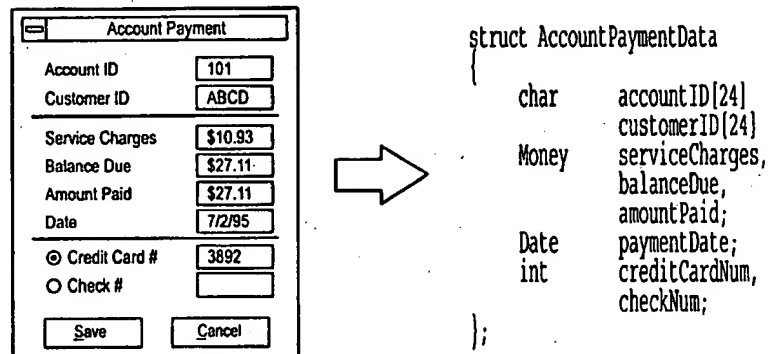 Account Payment
Account ID 101
Customer ID ABCD
Service Charges $10.93
Balance Due $27.11
Amount Paid $27.11
Date 7/2/95
Credit Card # 3892
Check #
Save Cancel
struct AccountPaymentData
{
char accountID[24]
customerID[24]
Money serviceCharges,
balanceDue,
amountPaid;
Date paymentDate;
int creditCardNum,
checkNum;
};